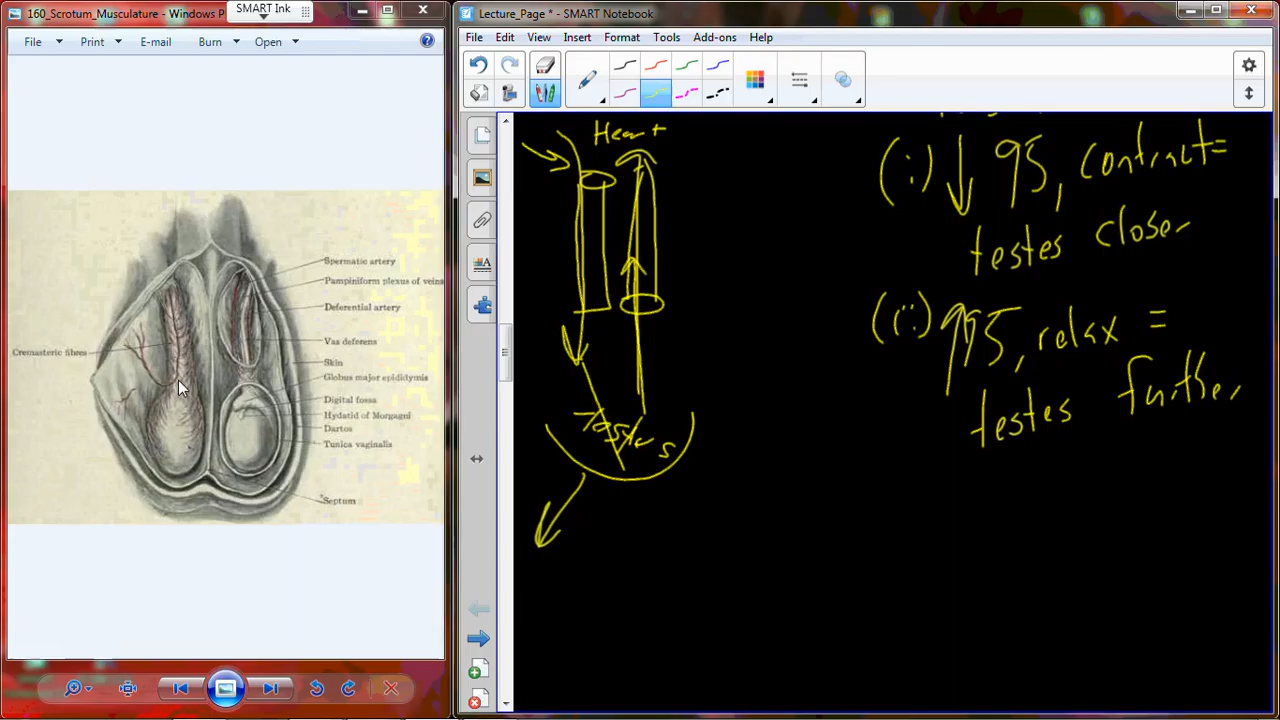 160_Scrotum_Musculature - Windows P
SMART Ink
File Print E-mail Burn Open
Spermatic artery
Pampiniform plexus of veins
Deferential artery
Vas deferens
Cremasteric fibres
Skin
Globus major epididymis
Digital fossa
Hydatid of Morgagni
Dartos
Tunica vaginalis
Septum
Lecture_Page * - SMART Notebook
File Edit View Insert Format Tools Add-ons Help
Heart
Testes
(i) ↓ 95, contract=
testes closer
(ii) ↑95, relax =
testes further